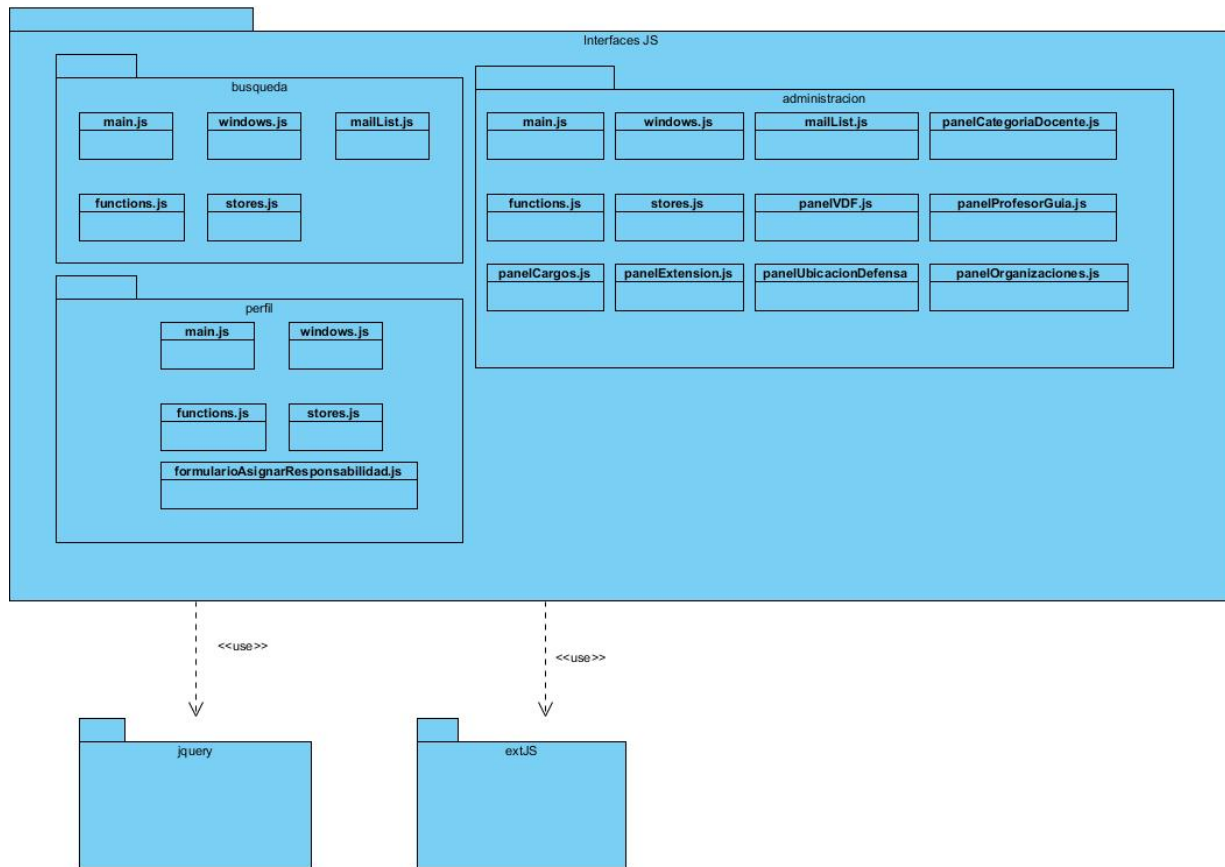 Interfaces JS
busqueda
main.js
windows.js
mailList.js
functions.js
stores.js
administracion
main.js
windows.js
mailList.js
panelCategoriaDocente.js
functions.js
stores.js
panelVDF.js
panelProfesorGuia.js
panelCargos.js
panelExtension.js
panelUbicacionDefensa
panelOrganizaciones.js
perfil
main.js
windows.js
functions.js
stores.js
formularioAsignarResponsabilidad.js
<<use>>
<<use>>
jquery
extJS